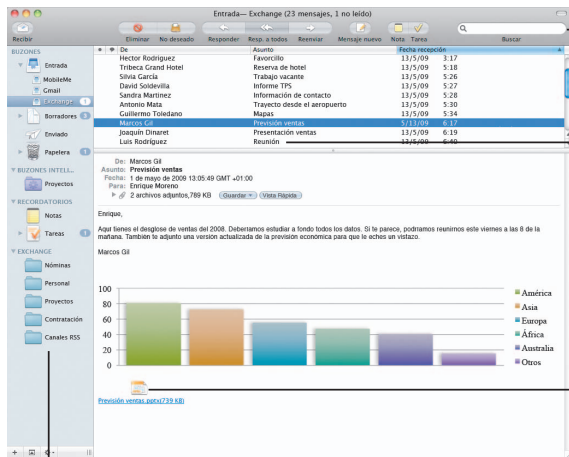 Entrada— Exchange (23 mensajes, 1 no leído)
Recibir Eliminar No deseado Responder Resp. a todos Reenviar Mensaje nuevo Nota Tarea Buscar
BUZONES
Entrada
MobileMe
Gmail
Exchange 1
Borradores 3
Enviado
Papelera 1
BUZONES INTELI...
Proyectos
RECORDATORIOS
Notas
Tareas 1
EXCHANGE
Nóminas
Personal
Proyectos
Contratación
Canales RSS
De Asunto Fecha recepción
Hector Rodríguez Favorcillo 13/5/09 3:17
Tribeca Grand Hotel Reserva de hotel 13/5/09 5:18
Silvia García Trabajo vacante 13/5/09 5:26
David Soldevilla Informe TPS 13/5/09 5:27
Sandra Martinez Información de contacto 13/5/09 5:28
Antonio Mata Trayecto desde el aeropuerto 13/5/09 5:30
Guillermo Toledano Mapas 13/5/09 5:34
Marcos Gil Previsión ventas 5/13/09 6:17
Joaquín Dinaret Presentación ventas 13/5/09 6:19
Luis Rodríguez Reunión 13/5/09 6:40
De: Marcos Gil
Asunto: Previsión ventas
Fecha: 1 de mayo de 2009 13:05:49 GMT +01:00
Para: Enrique Moreno
2 archivos adjuntos,789 KB Guardar Vista Rápida
Enrique,
Aquí tienes el desglose de ventas del 2008. Deberíamos estudiar a fondo todos los datos. Si te parece, podríamos reunirnos este viernes a las 8 de la
mañana. También te adjunto una versión actualizada de la previsión económica para que le eches un vistazo.
Marcos Gil
100
80
60
40
20
0
América
Asia
Europa
África
Australia
Otros
Previsión ventas.pptx(739 KB)